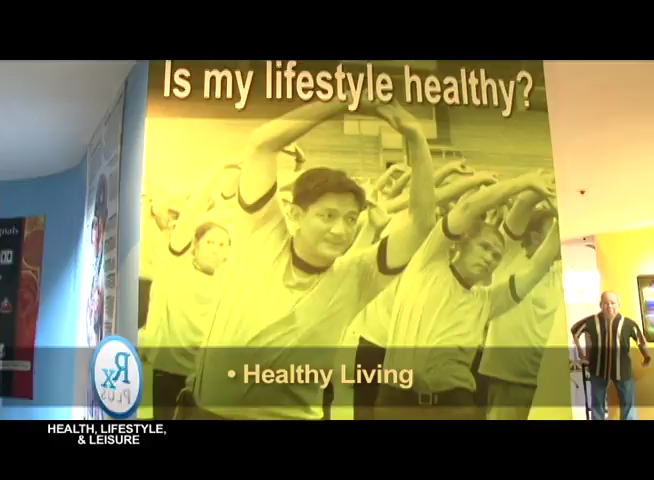 Is my lifestyle healthy?
• Healthy Living
Rx
PLUS
HEALTH, LIFESTYLE,
& LEISURE